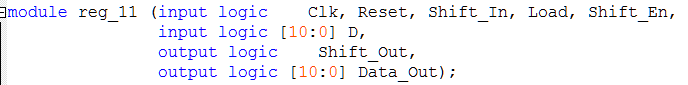 module reg_11 (input logic    Clk, Reset, Shift_In, Load, Shift_En,
               input logic [10:0] D,
               output logic    Shift_Out,
               output logic [10:0] Data_Out);